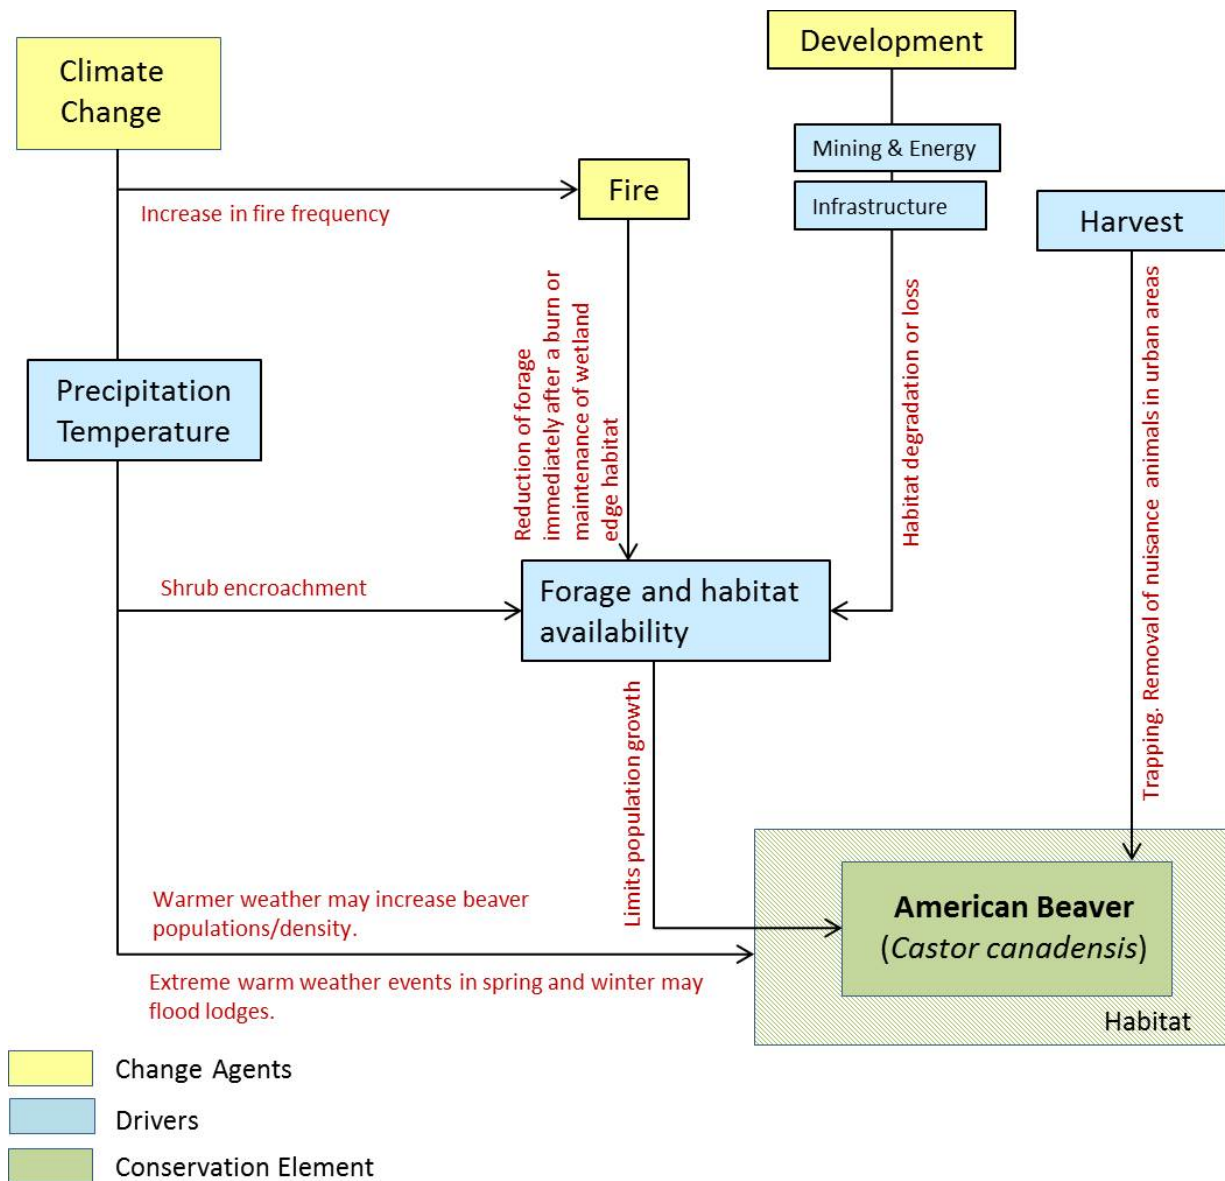 Climate
Change
Development
Mining & Energy
Infrastructure
Fire
Harvest
Increase in fire frequency
Precipitation
Temperature
Reduction of forage
immediately after a burn or
maintenance of wetland
edge habitat
Habitat degradation or loss
Trapping. Removal of nuisance animals in urban areas
Shrub encroachment
Forage and habitat
availability
Limits population growth
Warmer weather may increase beaver
populations/density.
Extreme warm weather events in spring and winter may
flood lodges.
American Beaver
(Castor canadensis)
Habitat
Change Agents
Drivers
Conservation Element